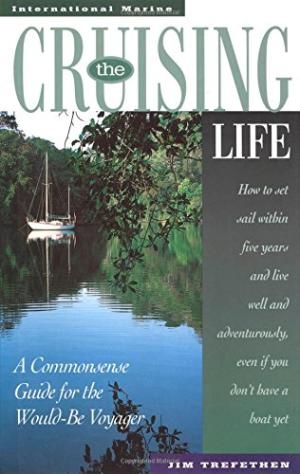 International Marine
the
CRUISING
LIFE
How to set
sail within
five years
and live
well and
adventurously,
even if you
don't have a
boat yet
A Commonsense
Guide for the
Would-Be Voyager
JIM TREFETHEN